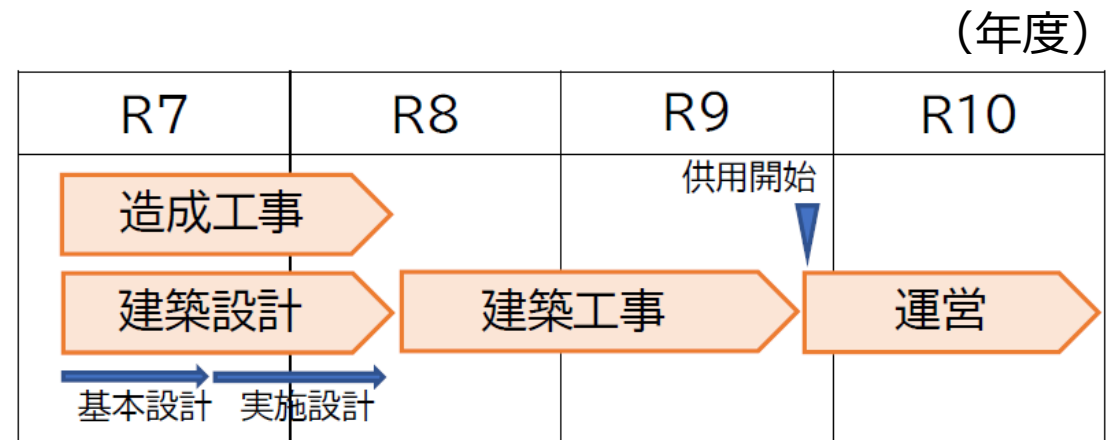 （年度）
R7 R8 R9 R10
供用開始
造成工事
建築設計 建築工事 運営
基本設計 実施設計